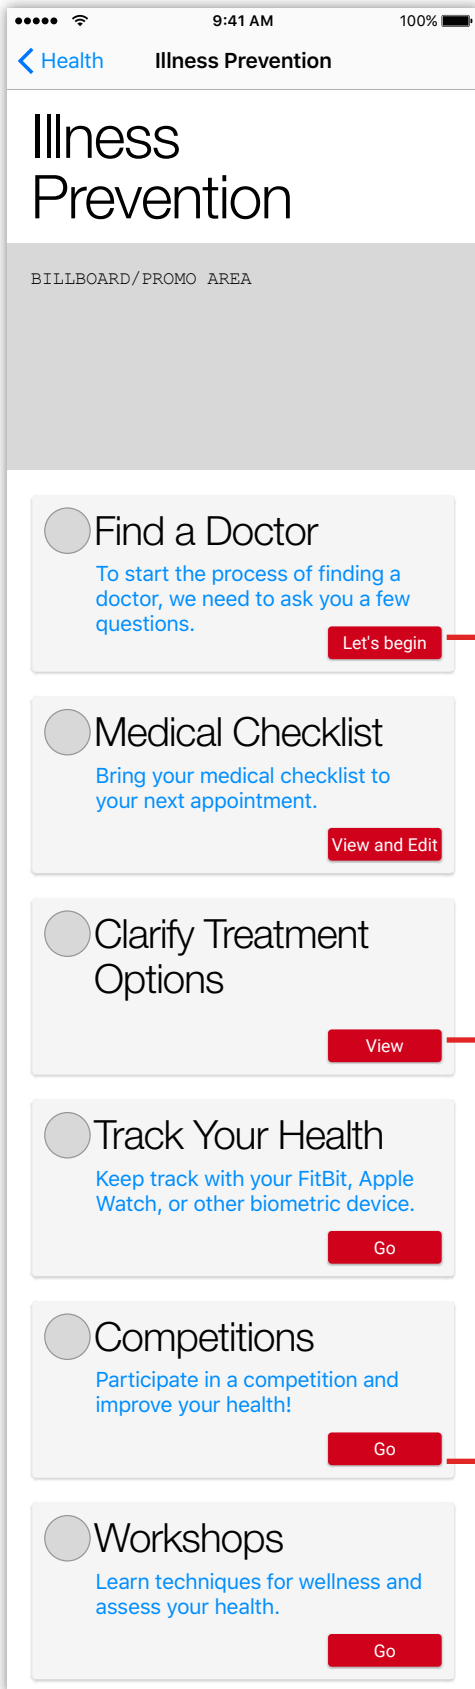 9:41 AM 100%
Health Illness Prevention
Illness
Prevention
BILLBOARD/PROMO AREA
Find a Doctor
To start the process of finding a
doctor, we need to ask you a few
questions.
Let's begin
Medical Checklist
Bring your medical checklist to
your next appointment.
View and Edit
Clarify Treatment
Options
View
Track Your Health
Keep track with your FitBit, Apple
Watch, or other biometric device.
Go
Competitions
Participate in a competition and
improve your health!
Go
Workshops
Learn techniques for wellness and
assess your health.
Go